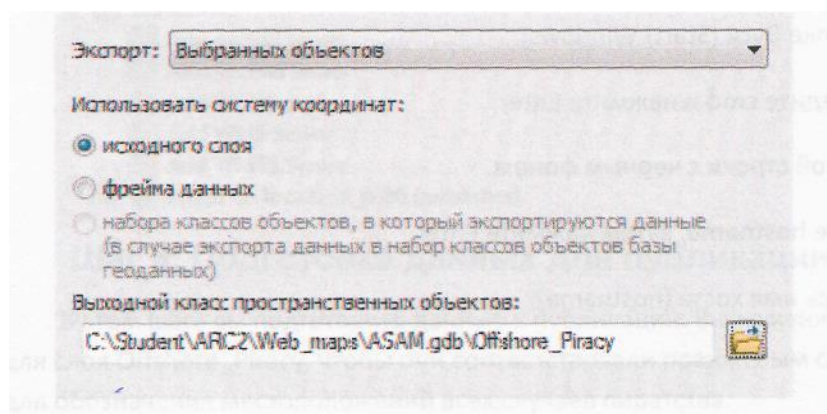 Экспорт: Выбранных объектов
Использовать систему координат:
исходного слоя
фрейма данных
набора классов объектов, в который экспортируются данные
(в случае экспорта данных в набор классов объектов базы
геоданных)
Выходной класс пространственных объектов:
C:\Student\ARC2\Web_maps\ASAM.gdb\Offshore_Piracy